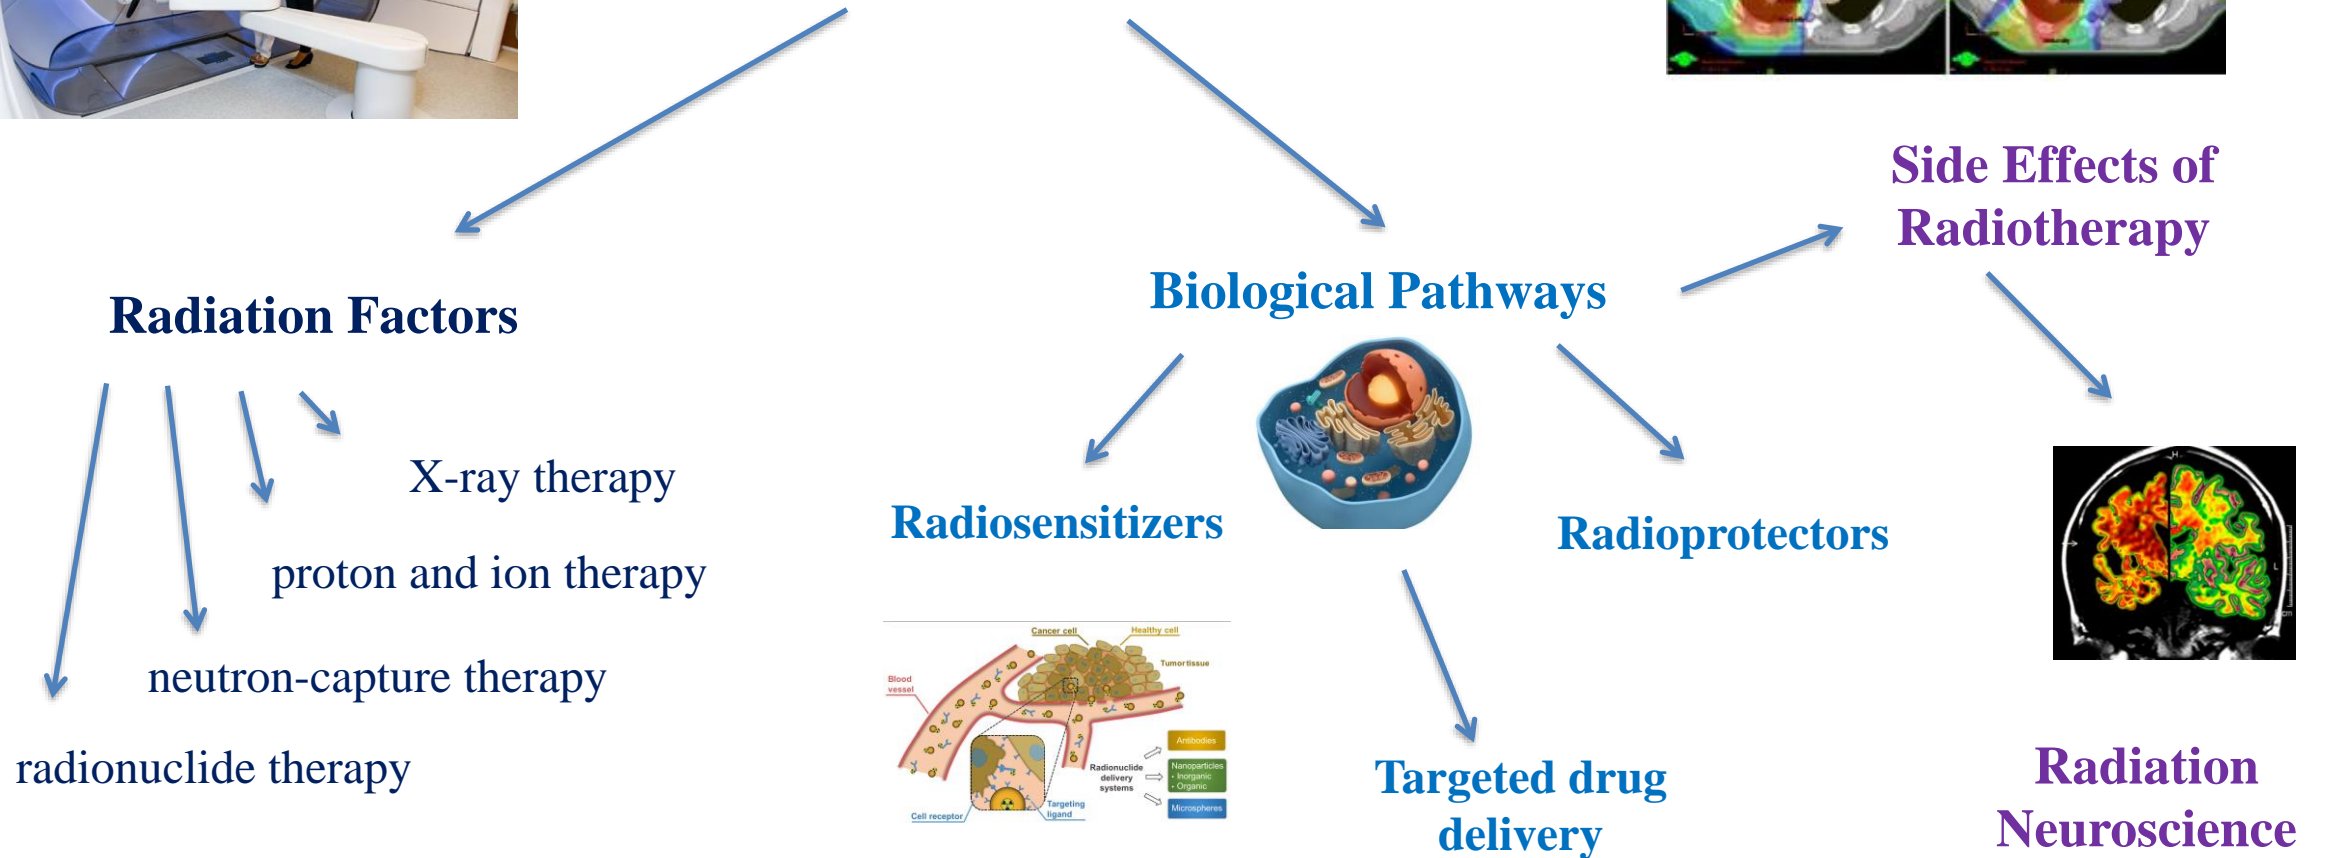 Side Effects of
Radiotherapy
Biological Pathways
Radiation Factors
X-ray therapy
proton and ion therapy
neutron-capture therapy
radionuclide therapy
Radiosensitizers
Radioprotectors
H
L
cm
Cancer cell
Healthy cell
Tumor tissue
Blood
vessel
Radionuclide
delivery
systems
Antibodies
Nanoparticles
• Inorganic
• Organic
Microspheres
Targeting
ligand
Cell receptor
Targeted drug
delivery
Radiation
Neuroscience